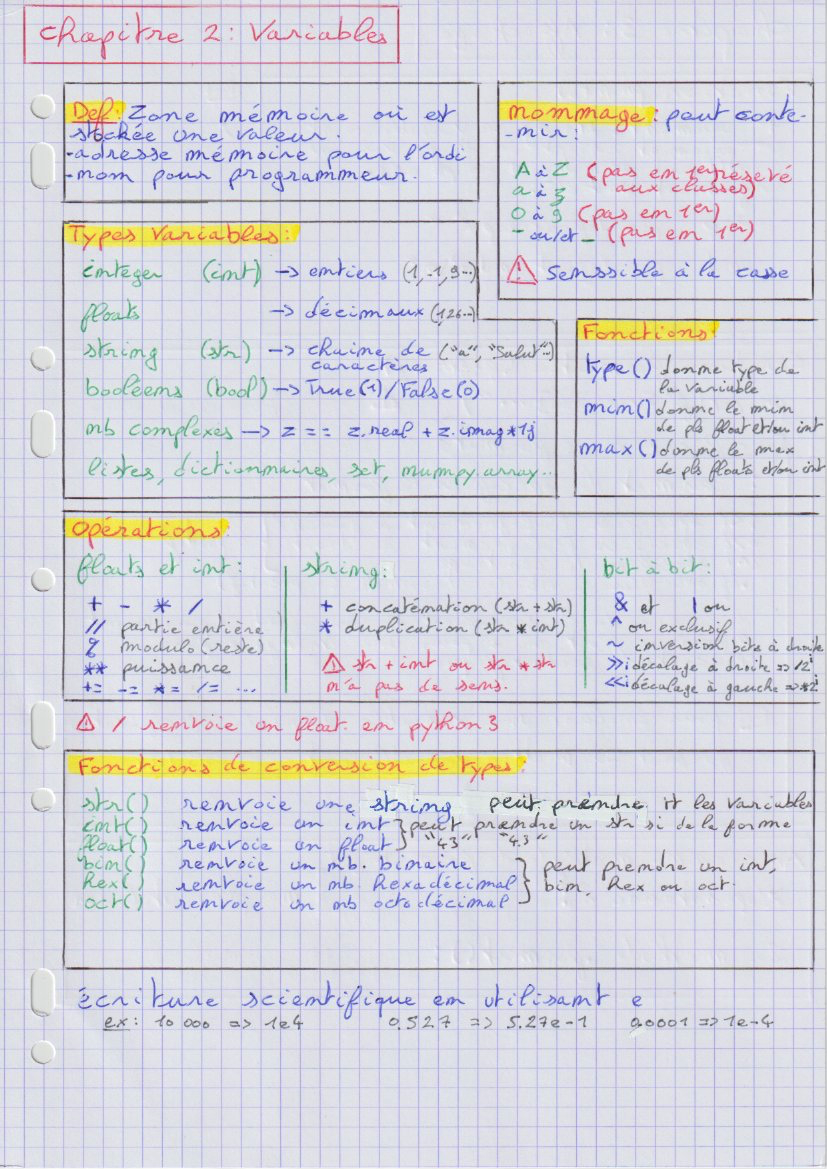 Chapitre 2: Variables
Def: Zone mémoire où est
stockée une valeur.
-adresse mémoire pour l'ordi
-nom pour programmeur.
nommage: peut conte-
-nir:
A à Z (pas en 1er, réservé
a à z aux classes)
0 à 9 (pas en 1er)
- ou/et _ (pas en 1er)
⚠ Senssible à la casse
Types Variables:
integer (int) -> entiers (1, -1, 9...)
floats -> décimaux (1,26...)
string (str) -> chaine de ("a", "Salut"...)
caractères
booléens (bool) -> True(1)/False(0)
nb complexes -> z == z.real + z.imag*1j
listes, dictionnaires, set, numpy.array...
Fonctions:
type() donne type de
la variable
min() donne le min
de pls float et/ou int
max() donne le max
de pls floats et/ou int
Opérations:
floats et int:
+ - * /
// partie entière
% modulo (reste)
** puissance
+= -= *= /= ...
string:
+ concaténation (str + str)
* duplication (str * int)
⚠ str + int ou str * str
n'a pas de sens.
bit à bit:
& et | ou
^ ou exclusif
~ inversion bits à droite
>>i décalage à droite => /2^i
<<i décalage à gauche => *2^i
⚠ / renvoie un float en python 3
Fonctions de conversion de types:
str() renvoie une string peut prendre tt les variables
int() renvoie un int } peut prendre un str si de la forme
float() renvoie un float } "43" "4.3"
bin() renvoie un nb. binaire
hex() renvoie un nb. hexadécimal } peut prendre un int,
oct() renvoie un nb octodécimal } bin, hex ou oct.
écriture scientifique en utilisant e
ex: 10 000 => 1e4 0.527 => 5.27e-1 0.0001 => 1e-4